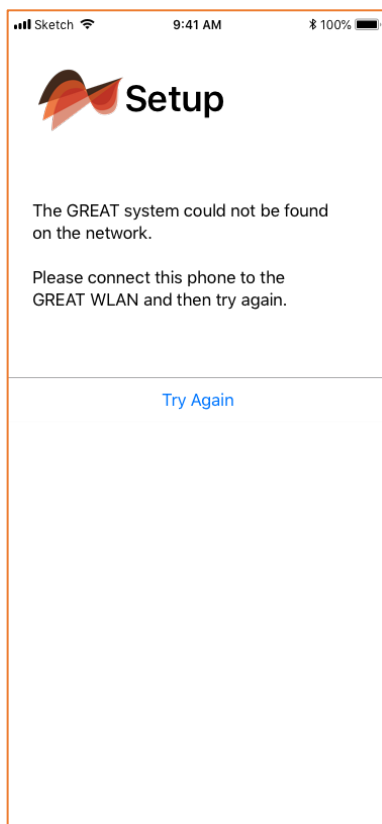 Sketch 9:41 AM 100%
Setup
The GREAT system could not be found
on the network.
Please connect this phone to the
GREAT WLAN and then try again.
Try Again